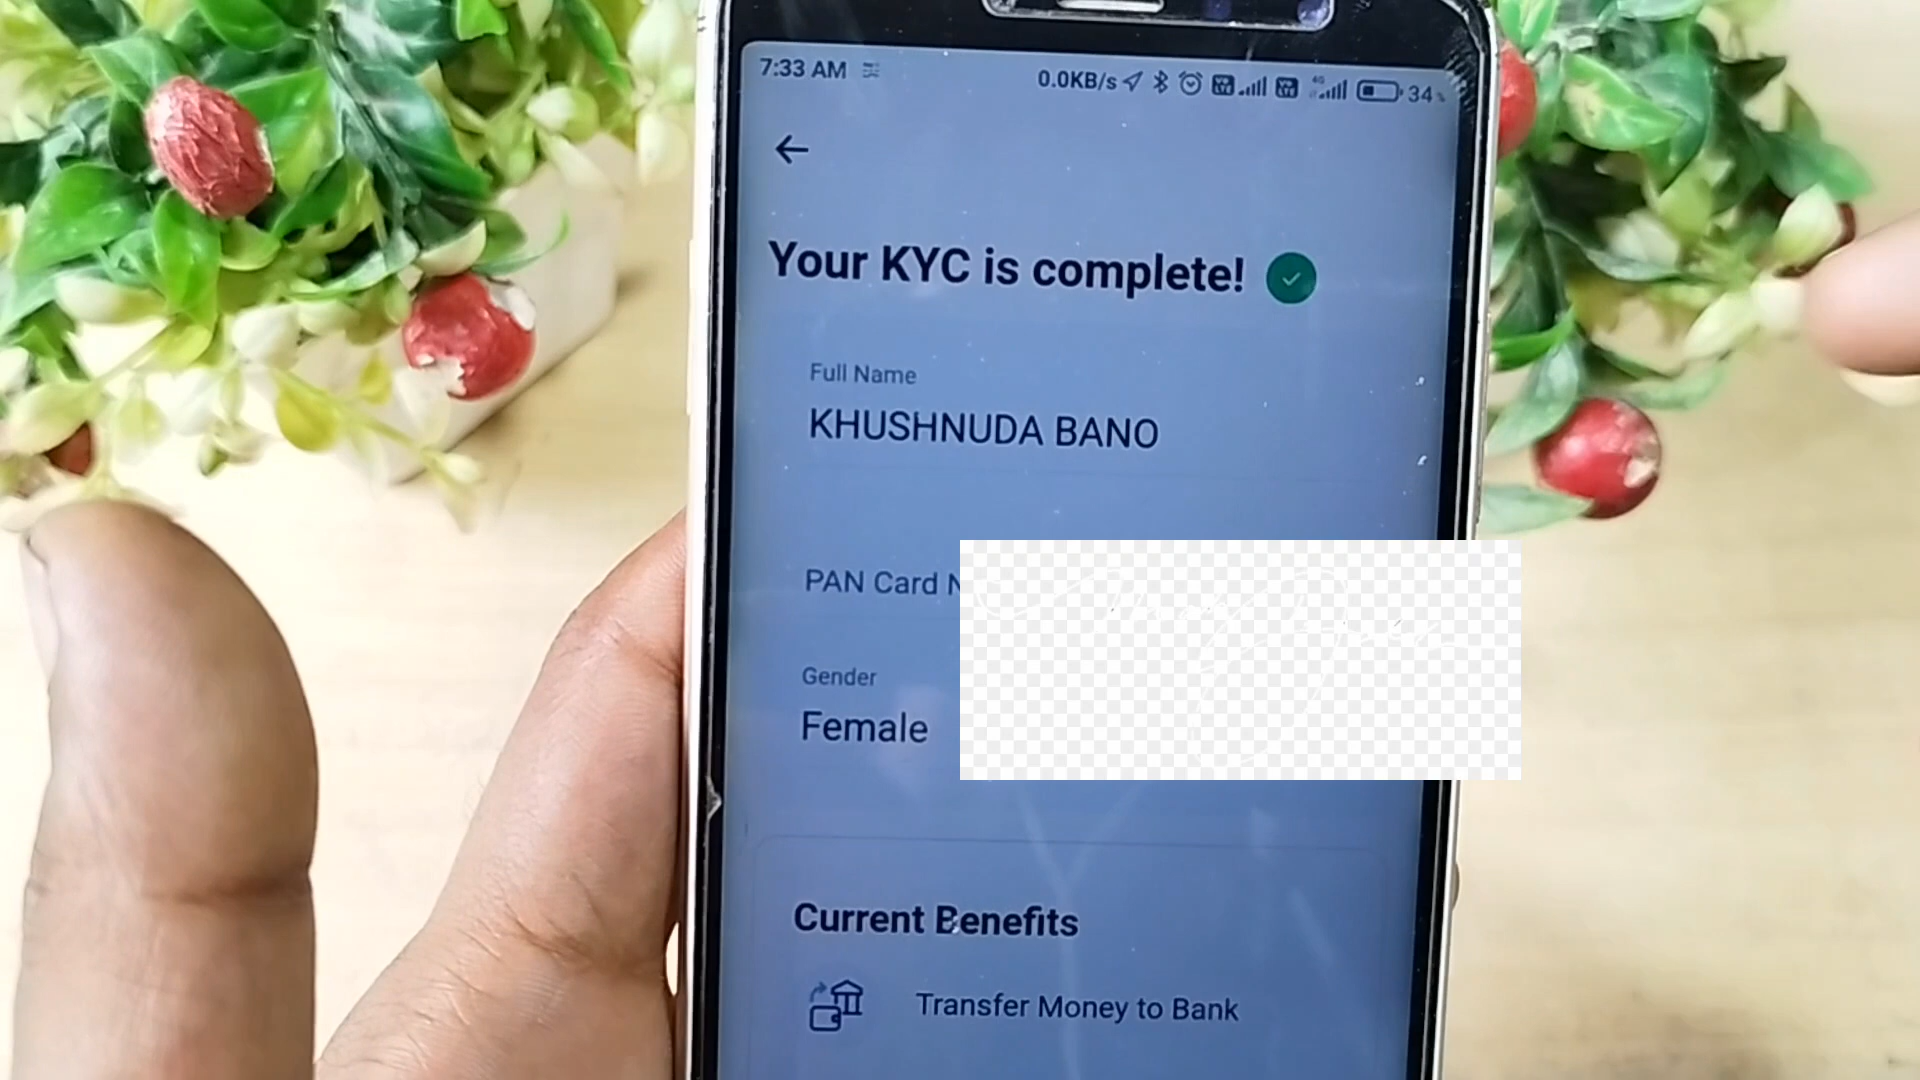 7:33 AM 0.0KB/s 4G 34
Your KYC is complete!
Full Name
KHUSHNUDA BANO
PAN Card N
Gender
Female
Current Benefits
Transfer Money to Bank